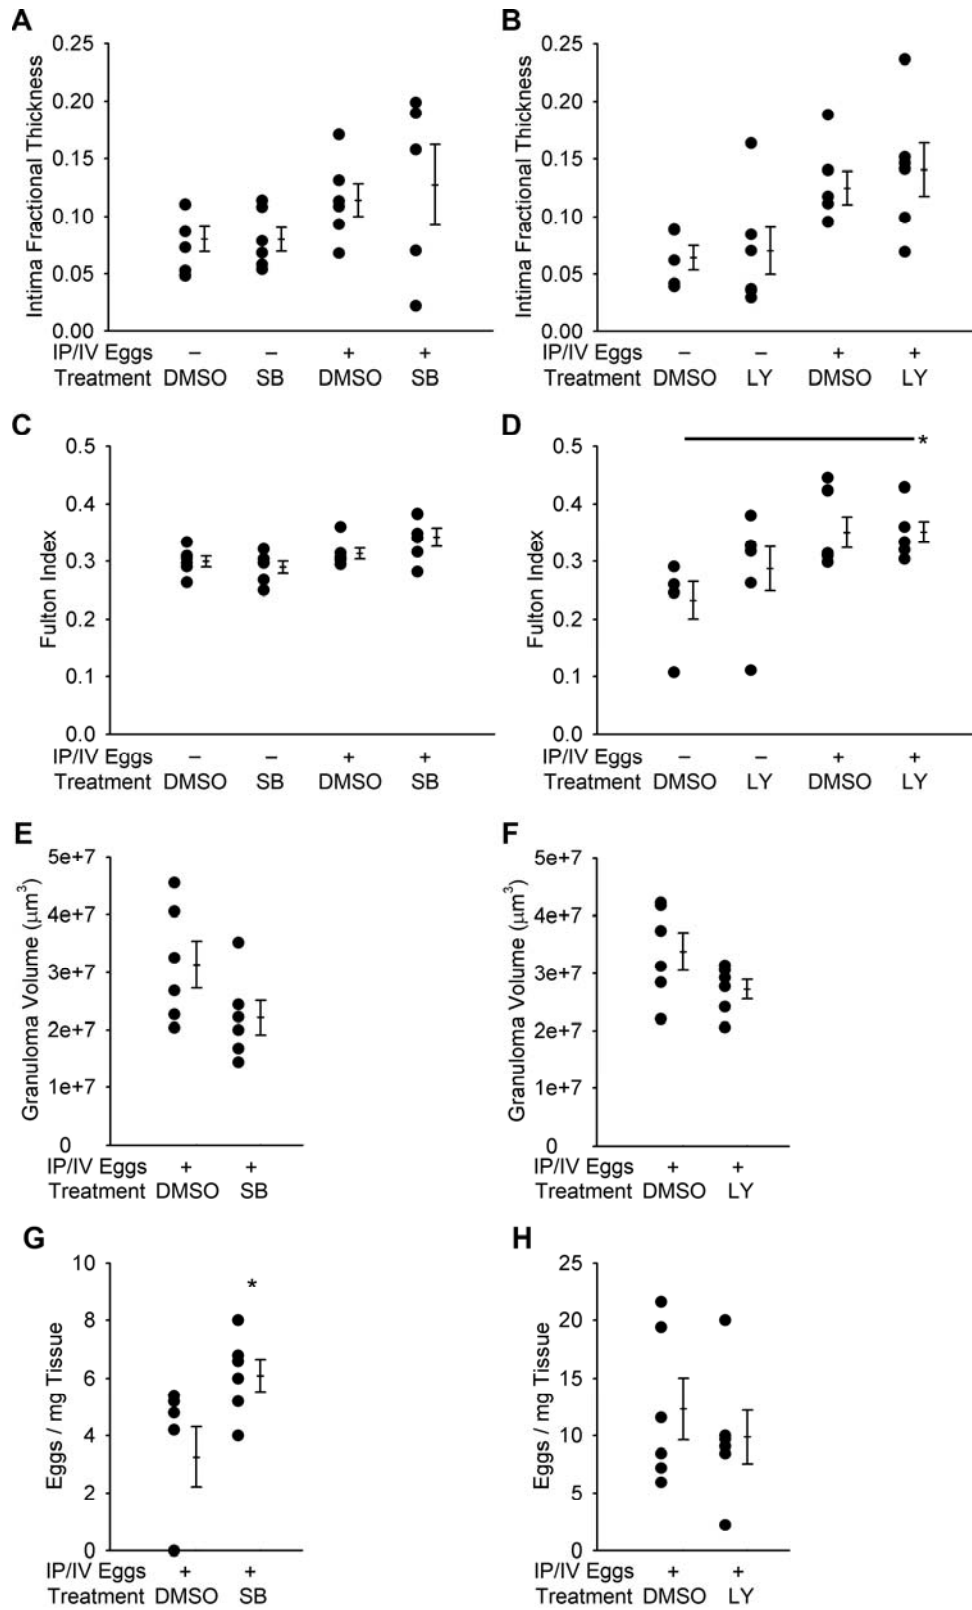 A
Intima Fractional Thickness
0.25
0.20
0.15
0.10
0.05
0.00
IP/IV Eggs – – + +
Treatment DMSO SB DMSO SB
B
Intima Fractional Thickness
0.25
0.20
0.15
0.10
0.05
0.00
IP/IV Eggs – – + +
Treatment DMSO LY DMSO LY
C
Fulton Index
0.5
0.4
0.3
0.2
0.1
0.0
IP/IV Eggs – – + +
Treatment DMSO SB DMSO SB
D
Fulton Index
0.5
0.4
0.3
0.2
0.1
0.0
*
IP/IV Eggs – – + +
Treatment DMSO LY DMSO LY
E
Granuloma Volume (μm³)
5e+7
4e+7
3e+7
2e+7
1e+7
0
IP/IV Eggs + +
Treatment DMSO SB
F
Granuloma Volume (μm³)
5e+7
4e+7
3e+7
2e+7
1e+7
0
IP/IV Eggs + +
Treatment DMSO LY
G
Eggs / mg Tissue
10
8
6
4
2
0
*
IP/IV Eggs + +
Treatment DMSO SB
H
Eggs / mg Tissue
25
20
15
10
5
0
IP/IV Eggs + +
Treatment DMSO LY